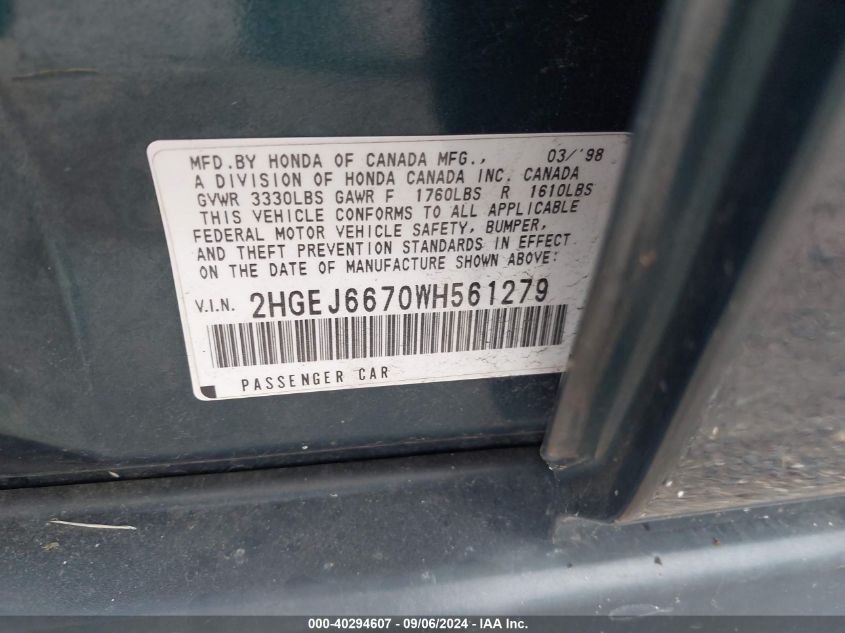 MFD.BY HONDA OF CANADA MFG., 03/'98
A DIVISION OF HONDA CANADA INC. CANADA
GVWR 3330LBS GAWR F 1760LBS R 1610LBS
THIS VEHICLE CONFORMS TO ALL APPLICABLE
FEDERAL MOTOR VEHICLE SAFETY, BUMPER,
AND THEFT PREVENTION STANDARDS IN EFFECT
ON THE DATE OF MANUFACTURE SHOWN ABOVE:
V.I.N. 2HGEJ6670WH561279
PASSENGER CAR
000-40294607 - 09/06/2024 - IAA Inc.